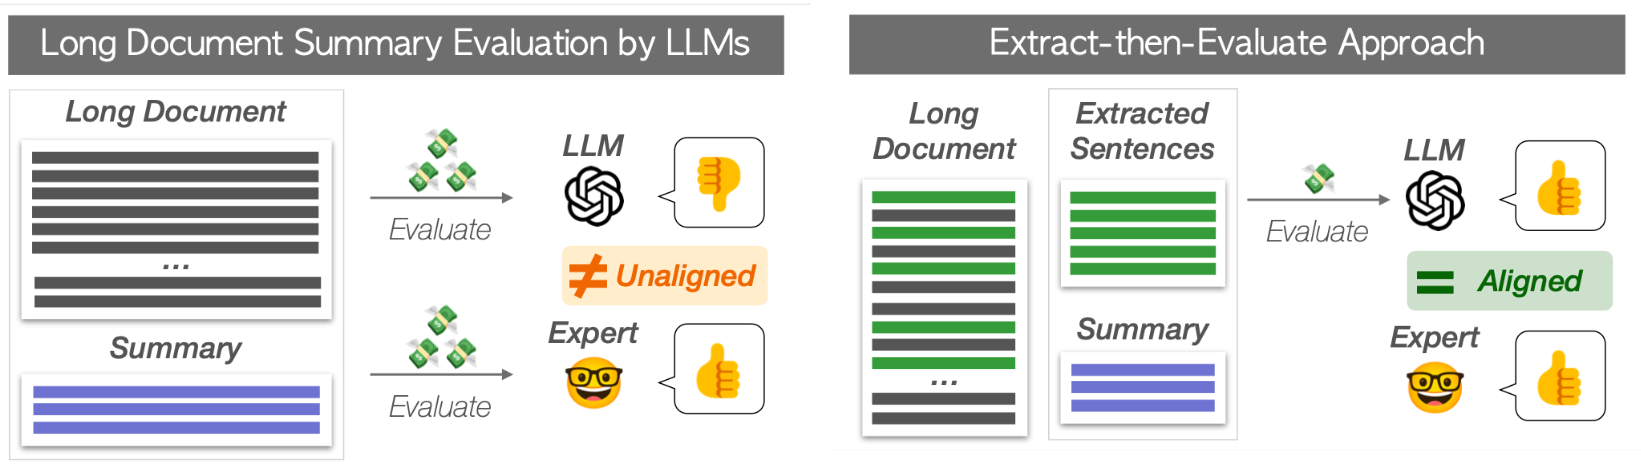 Long Document Summary Evaluation by LLMs
Long Document
...
Summary
Evaluate
Evaluate
LLM
≠ Unaligned
Expert
Extract-then-Evaluate Approach
Long
Document
...
Extracted
Sentences
Summary
Evaluate
LLM
= Aligned
Expert